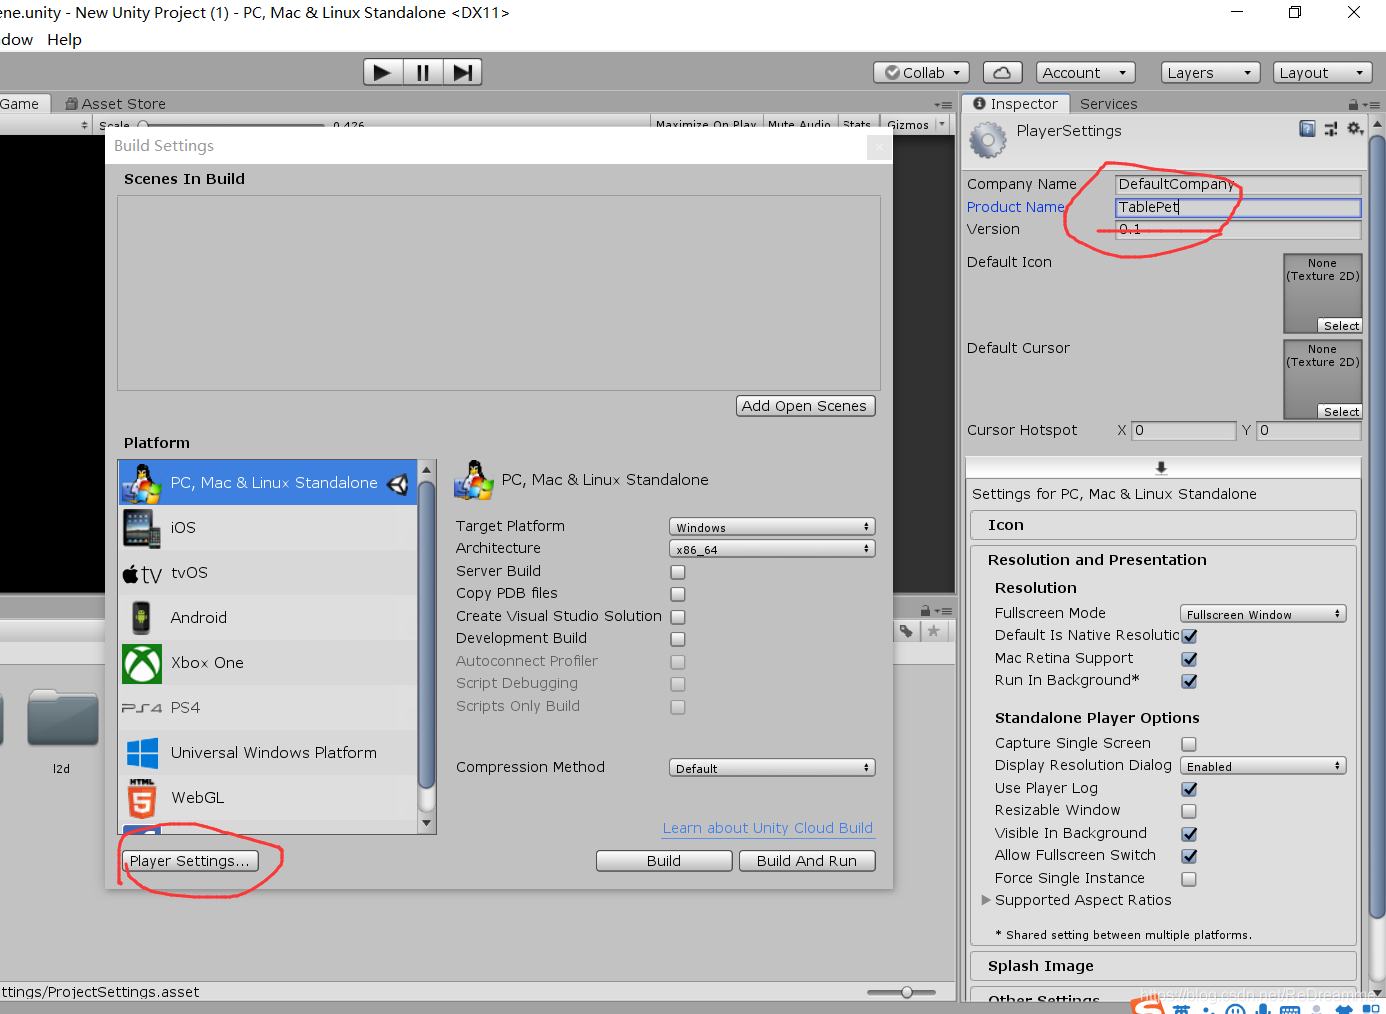 ene.unity - New Unity Project (1) - PC, Mac & Linux Standalone <DX11>
dow Help
Collab Account Layers Layout
Game Asset Store
Scale 0.426 Maximize On Play Mute Audio Stats Gizmos
Inspector Services
PlayerSettings
Company Name DefaultCompany
Product Name TablePet
Version 0.1
Default Icon
None
(Texture 2D)
Select
Default Cursor
None
(Texture 2D)
Select
Cursor Hotspot X 0 Y 0
Settings for PC, Mac & Linux Standalone
Icon
Resolution and Presentation
Resolution
Fullscreen Mode Fullscreen Window
Default Is Native Resolutic
Mac Retina Support
Run In Background*
Standalone Player Options
Capture Single Screen
Display Resolution Dialog Enabled
Use Player Log
Resizable Window
Visible In Background
Allow Fullscreen Switch
Force Single Instance
Supported Aspect Ratios
* Shared setting between multiple platforms.
Splash Image
Other Settings
Build Settings
Scenes In Build
Add Open Scenes
Platform
PC, Mac & Linux Standalone
iOS
tv tvOS
Android
Xbox One
PS4 PS4
Universal Windows Platform
HTML
5 WebGL
PC, Mac & Linux Standalone
Target Platform Windows
Architecture x86_64
Server Build
Copy PDB files
Create Visual Studio Solution
Development Build
Autoconnect Profiler
Script Debugging
Scripts Only Build
Compression Method Default
Learn about Unity Cloud Build
Player Settings... Build Build And Run
l2d
ttings/ProjectSettings.asset
https://blog.csdn.net/ReDreamme
英